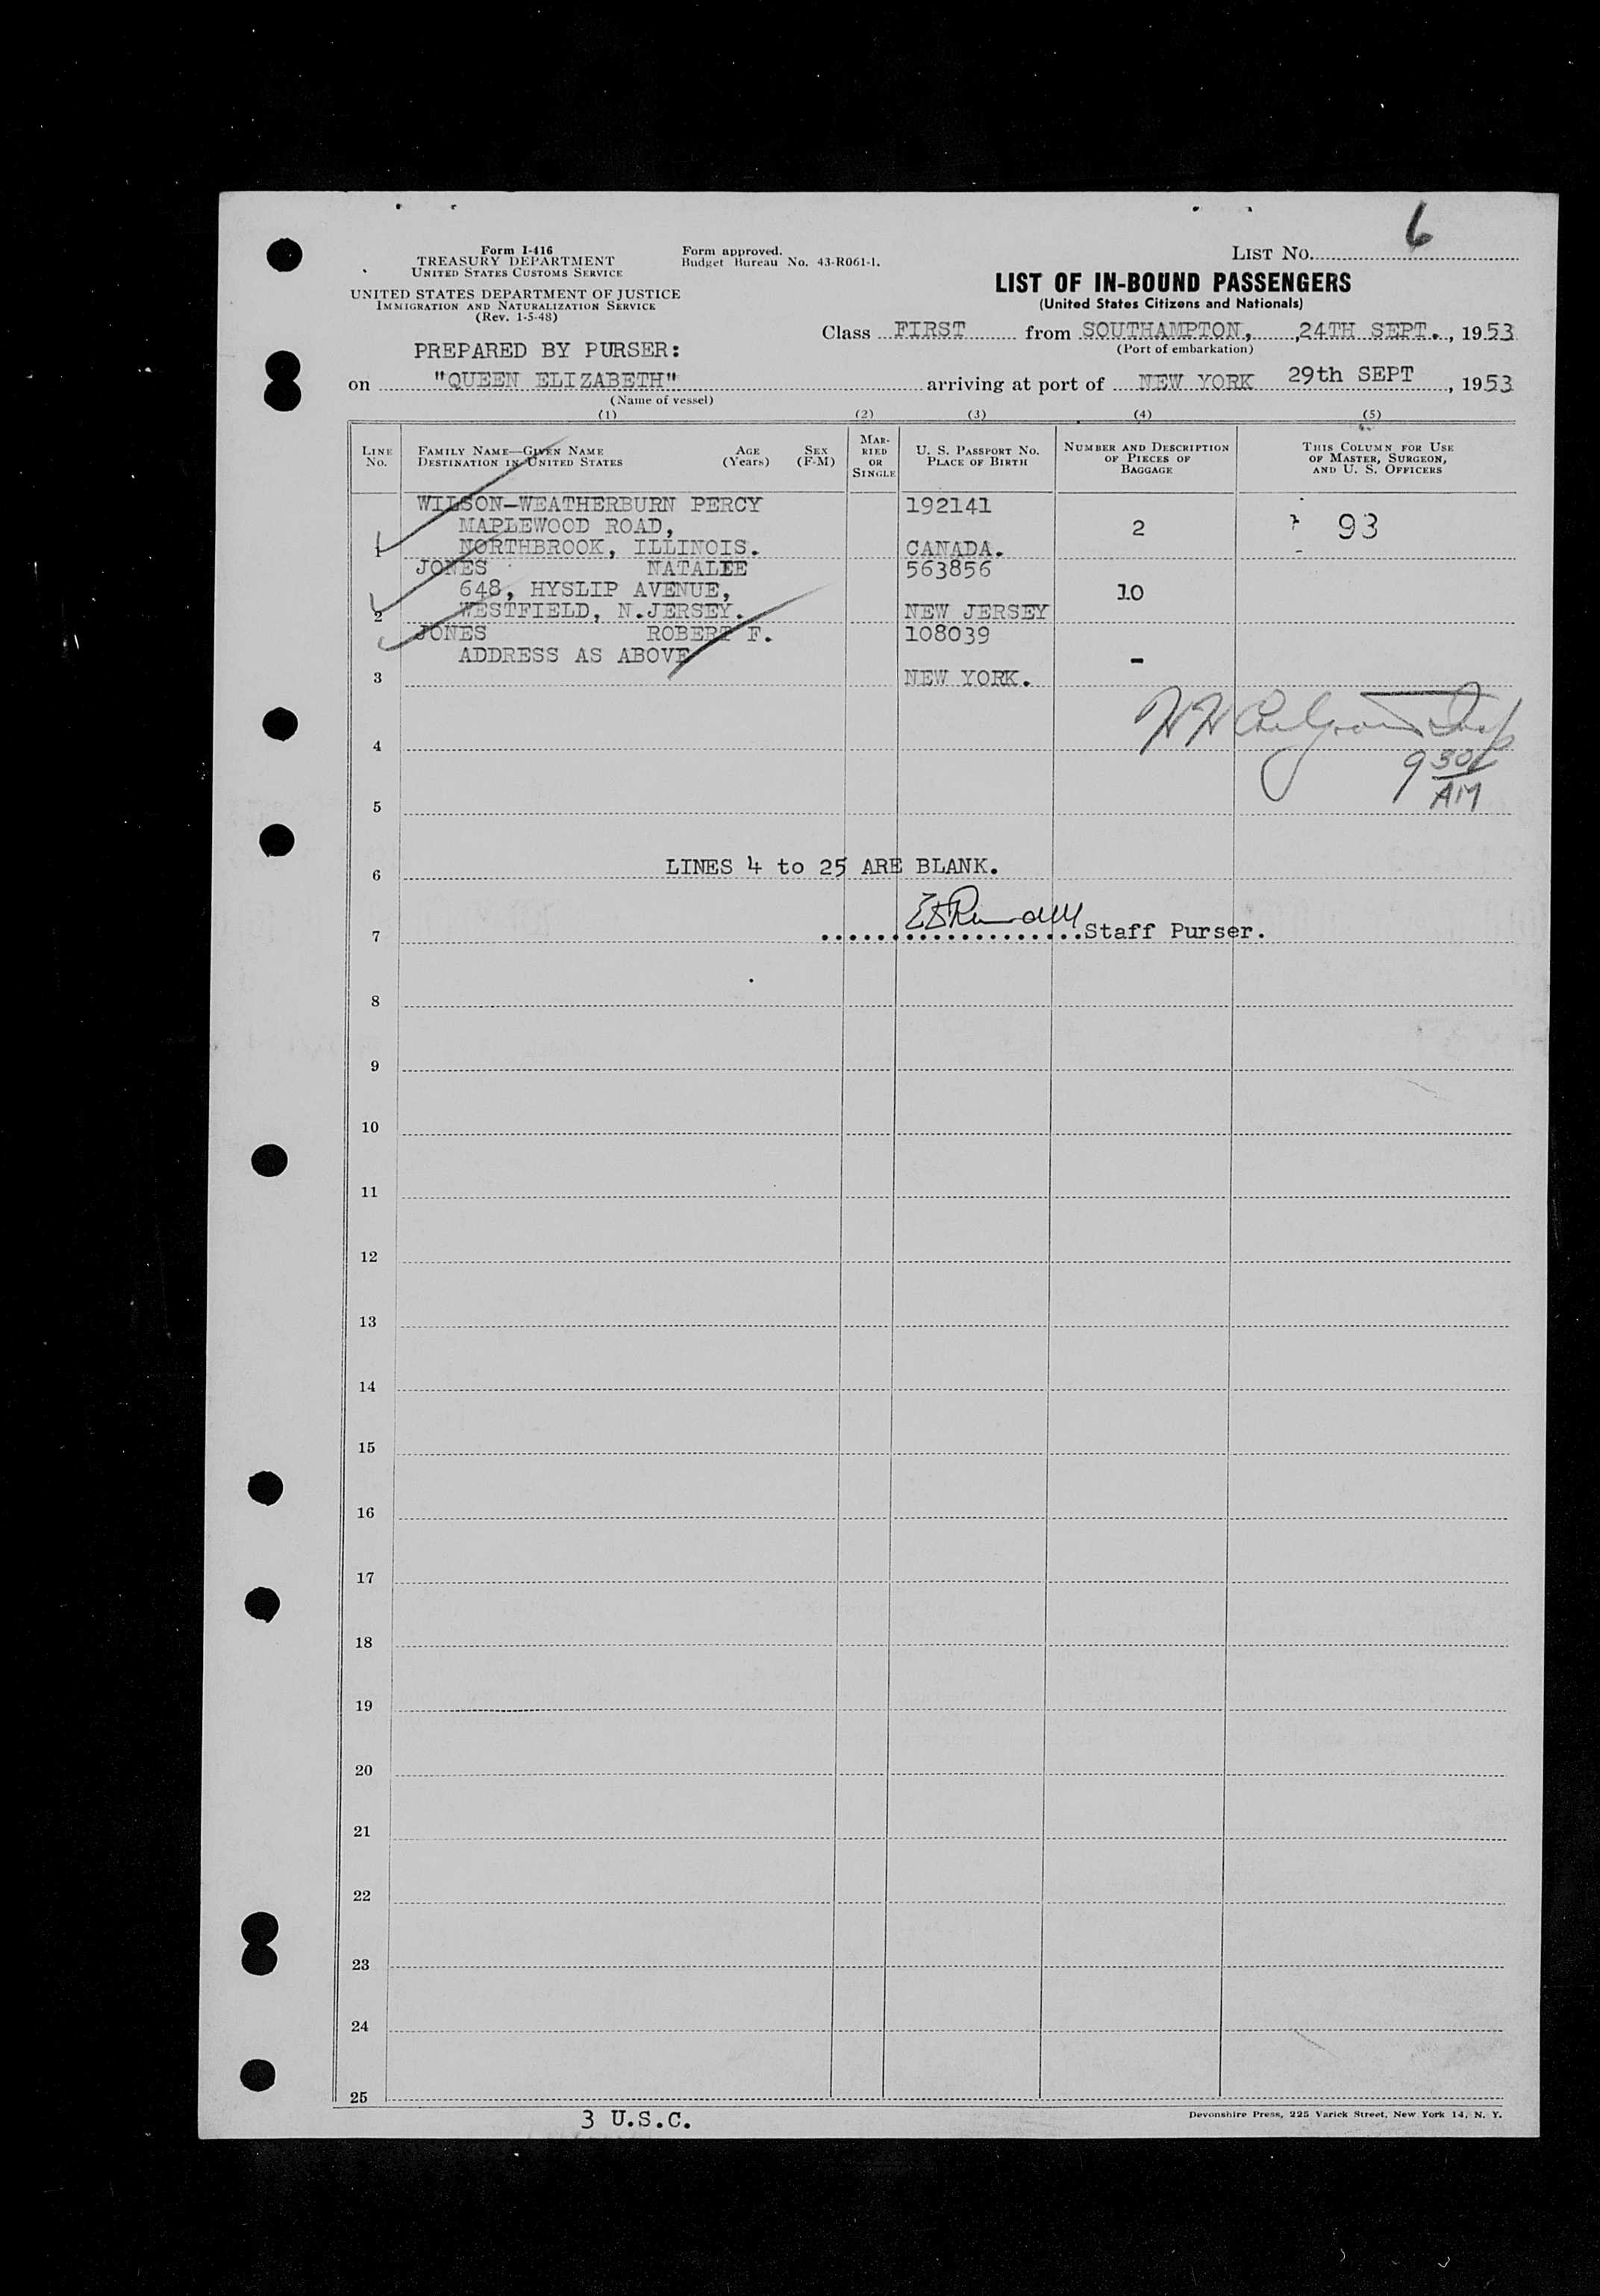 6
Form I-416
TREASURY DEPARTMENT
UNITED STATES CUSTOMS SERVICE
UNITED STATES DEPARTMENT OF JUSTICE
IMMIGRATION AND NATURALIZATION SERVICE
(Rev. 1-5-48)
Form approved.
Budget Bureau No. 43-R061-1.
LIST No.
LIST OF IN-BOUND PASSENGERS
(United States Citizens and Nationals)
Class FIRST from SOUTHAMPTON, ,24TH SEPT. , 1953
(Port of embarkation)
PREPARED BY PURSER:
on "QUEEN ELIZABETH" arriving at port of NEW YORK 29th SEPT , 1953
(Name of vessel)
(1) (2) (3) (4) (5)
LINE No.
FAMILY NAME—GIVEN NAME
DESTINATION IN UNITED STATES
AGE (Years)
SEX (F-M)
MARRIED OR SINGLE
U. S. PASSPORT No.
PLACE OF BIRTH
NUMBER AND DESCRIPTION OF PIECES OF BAGGAGE
THIS COLUMN FOR USE OF MASTER, SURGEON, AND U. S. OFFICERS
WILSON-WEATHERBURN PERCY 192141
MAPLEWOOD ROAD, 2 93
1 NORTHBROOK, ILLINOIS. CANADA.
JONES NATALIE 563856
648, HYSLIP AVENUE, 10
2 WESTFIELD, N.JERSEY. NEW JERSEY
JONES ROBERT F. 108039
ADDRESS AS ABOVE -
3 NEW YORK.
4
9 30
AM
5
6 LINES 4 to 25 ARE BLANK.
7 Staff Purser.
8
9
10
11
12
13
14
15
16
17
18
19
20
21
22
23
24
25
3 U.S.C.
Devonshire Press, 225 Varick Street, New York 14, N. Y.